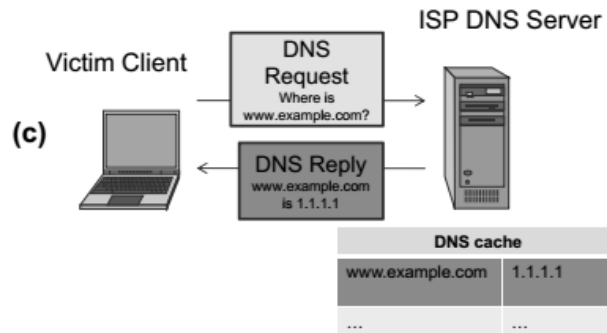 ISP DNS Server
Victim Client
DNS
Request
Where is
www.example.com?
(c)
DNS Reply
www.example.com
is 1.1.1.1
DNS cache
www.example.com 1.1.1.1
... ...